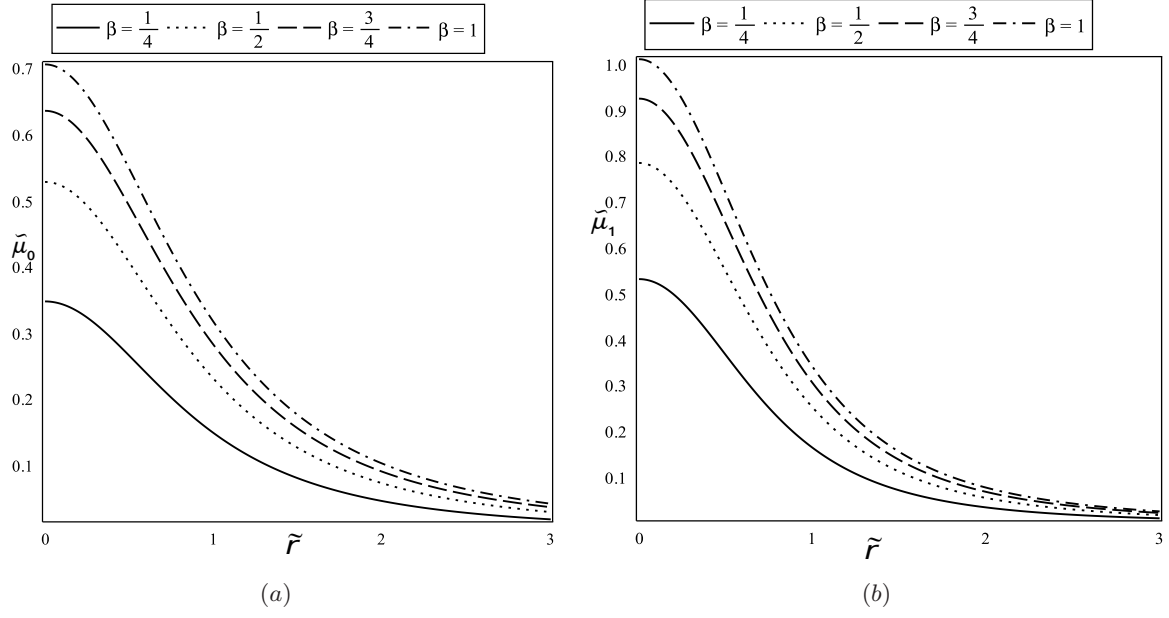 β = 1/4 β = 1/2 β = 3/4 β = 1
0.7
0.6
0.5
μ̃₀
0.4
0.3
0.2
0.1
0 1 2 3
r̃
(a)
β = 1/4 β = 1/2 β = 3/4 β = 1
1.0
0.9
0.8
0.7
μ̃₁
0.6
0.5
0.4
0.3
0.2
0.1
0 1 2 3
r̃
(b)